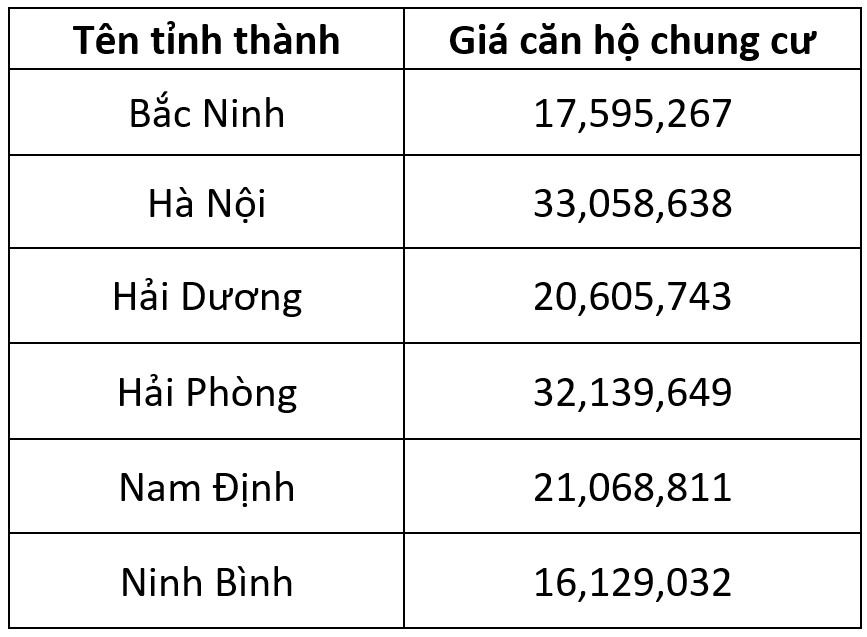 Tên tỉnh thành Giá căn hộ chung cư
Bắc Ninh 17,595,267
Hà Nội 33,058,638
Hải Dương 20,605,743
Hải Phòng 32,139,649
Nam Định 21,068,811
Ninh Bình 16,129,032